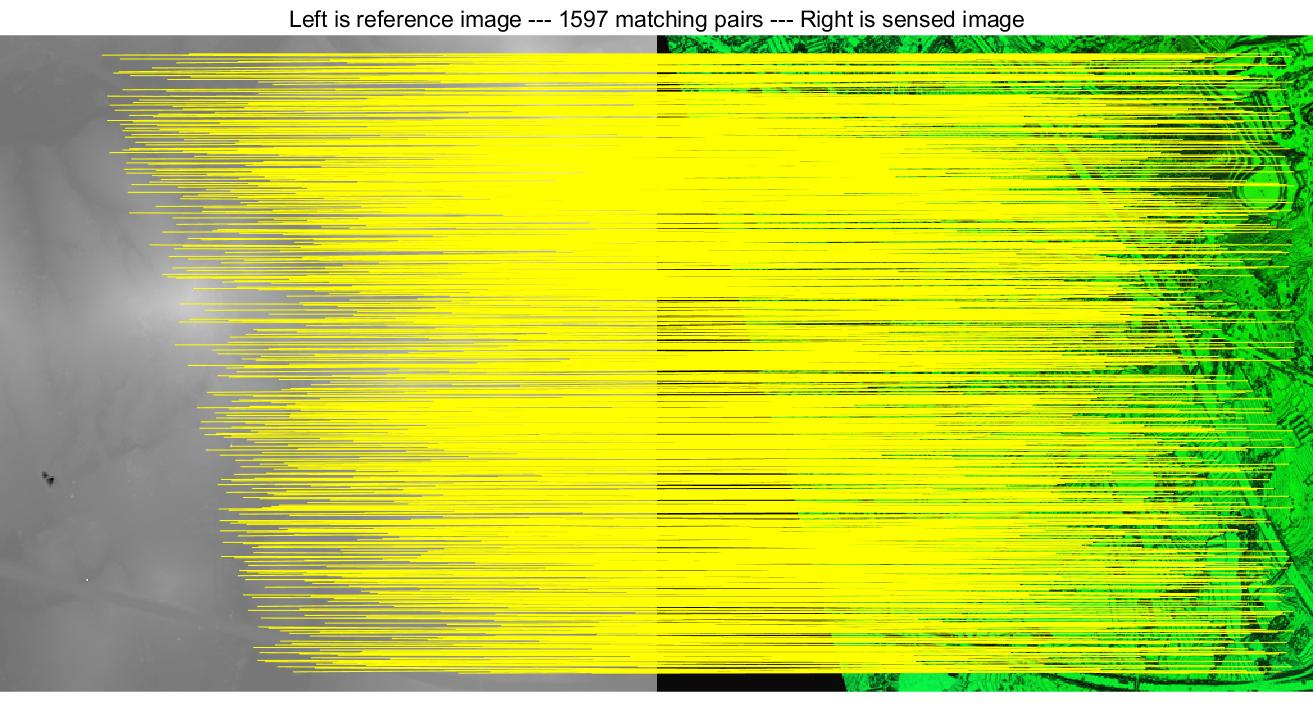 Left is reference image --- 1597 matching pairs --- Right is sensed image